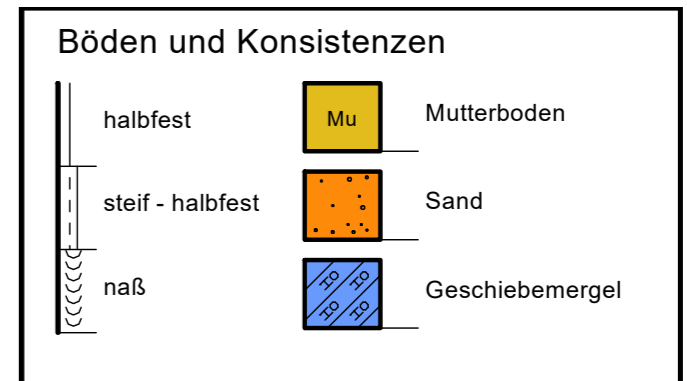 Böden und Konsistenzen
halbfest
Mu
Mutterboden
steif - halbfest
Sand
naß
Geschiebemergel